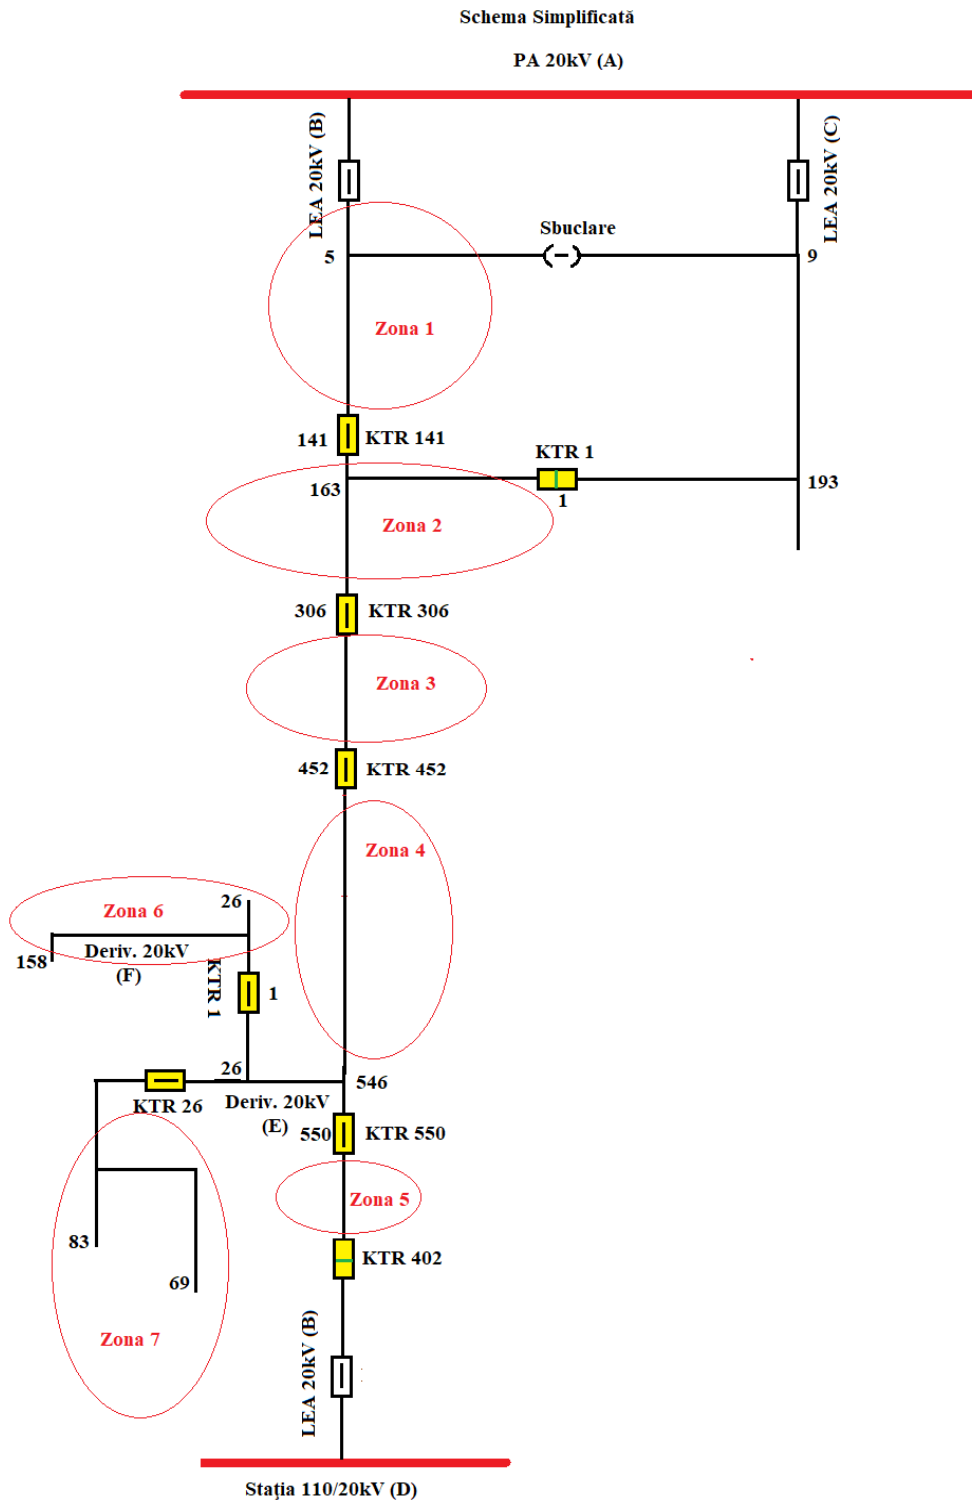 Schema Simplificată
PA 20kV (A)
LEA 20kV (B)
LEA 20kV (C)
Sbuclare
5
9
Zona 1
141
KTR 141
KTR 1
163
1
193
Zona 2
306
KTR 306
Zona 3
452
KTR 452
Zona 4
26
Zona 6
Deriv. 20kV
(F)
158
KTR 1
1
26
546
KTR 26
Deriv. 20kV
(E)
550
KTR 550
Zona 5
83
KTR 402
69
Zona 7
LEA 20kV (B)
Staţia 110/20kV (D)